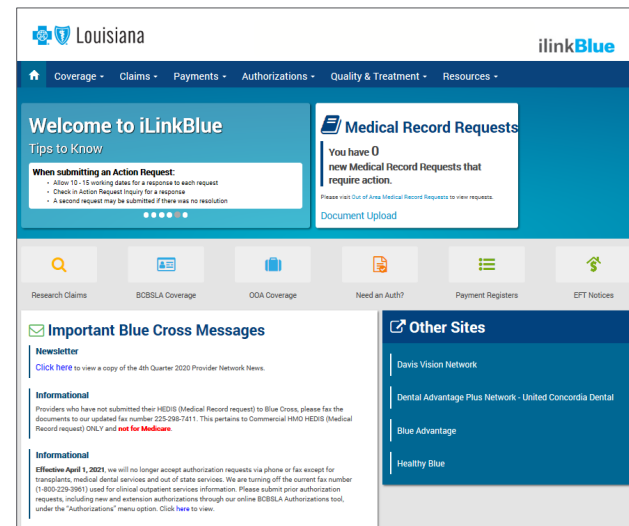 Louisiana
ilinkBlue
Coverage
Claims
Payments
Authorizations
Quality & Treatment
Resources
Welcome to iLinkBlue
Tips to Know
When submitting an Action Request:
Allow 10 - 15 working dates for a response to each request
Check in Action Request Inquiry for a response
A second request may be submitted if there was no resolution
Medical Record Requests
You have 0
new Medical Record Requests that
require action.
Please visit Out of Area Medical Record Requests to view requests.
Document Upload
Research Claims
BCBSLA Coverage
OOA Coverage
Need an Auth?
Payment Registers
EFT Notices
Important Blue Cross Messages
Newsletter
Click here to view a copy of the 4th Quarter 2020 Provider Network News.
Informational
Providers who have not submitted their HEDIS (Medical Record request) to Blue Cross, please fax the
documents to our updated fax number 225-298-7411. This pertains to Commercial HMO HEDIS (Medical
Record request) ONLY and not for Medicare.
Informational
Effective April 1, 2021, we will no longer accept authorization requests via phone or fax except for
transplants, medical dental services and out of state services. We are turning off the current fax number
(1-800-229-3961) used for clinical outpatient services information. Please submit prior authorization
requests, including new and extension authorizations through our online BCBSLA Authorizations tool,
under the "Authorizations" menu option. Click here to view.
Other Sites
Davis Vision Network
Dental Advantage Plus Network - United Concordia Dental
Blue Advantage
Healthy Blue